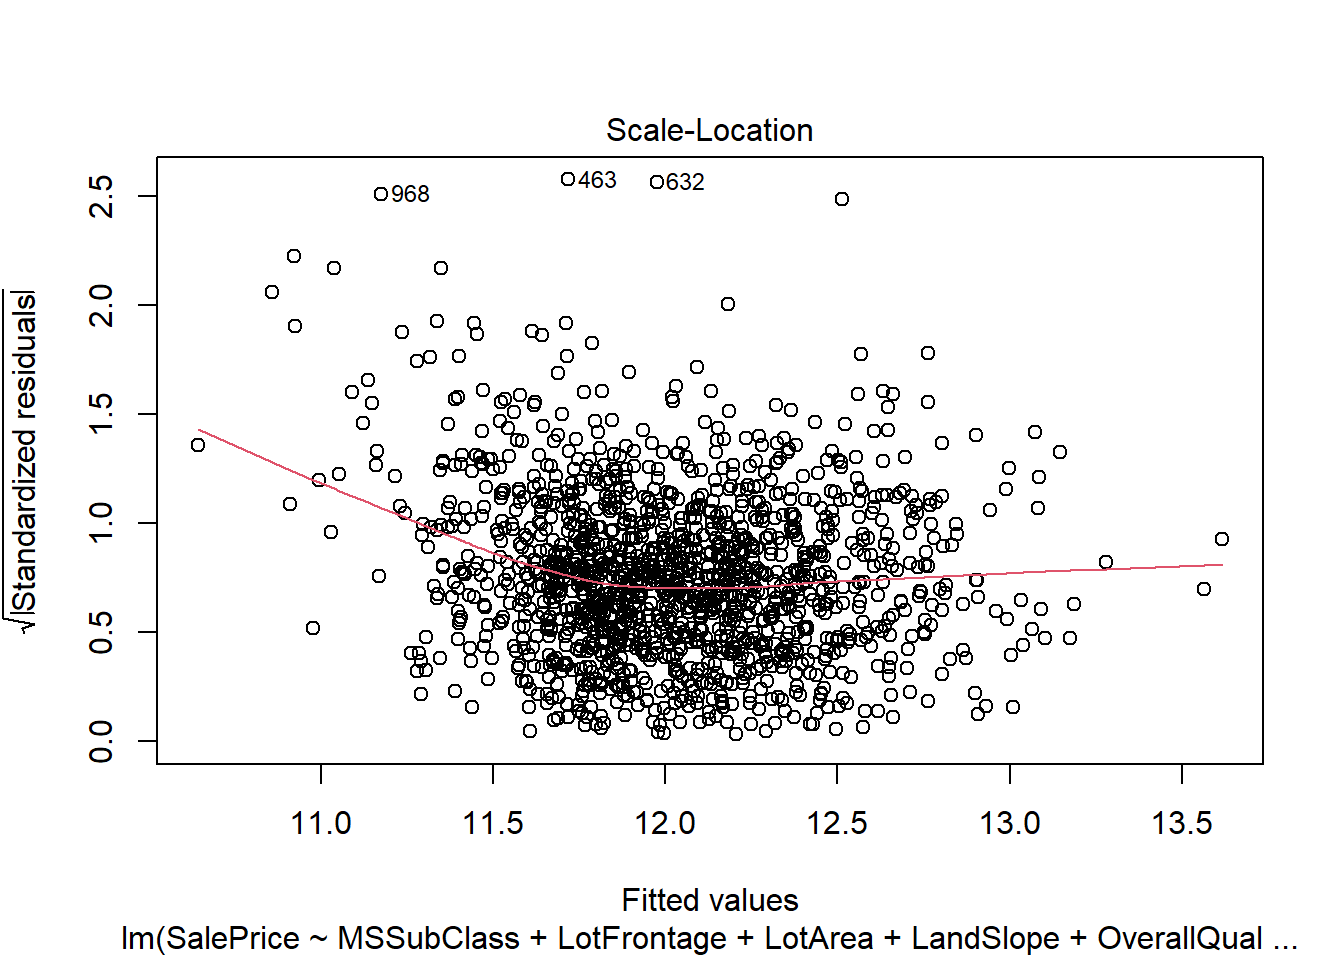 Scale-Location
968
463
632
√|Standardized residuals|
0.0
0.5
1.0
1.5
2.0
2.5
11.0 11.5 12.0 12.5 13.0 13.5
Fitted values
lm(SalePrice ~ MSSubClass + LotFrontage + LotArea + LandSlope + OverallQual ...